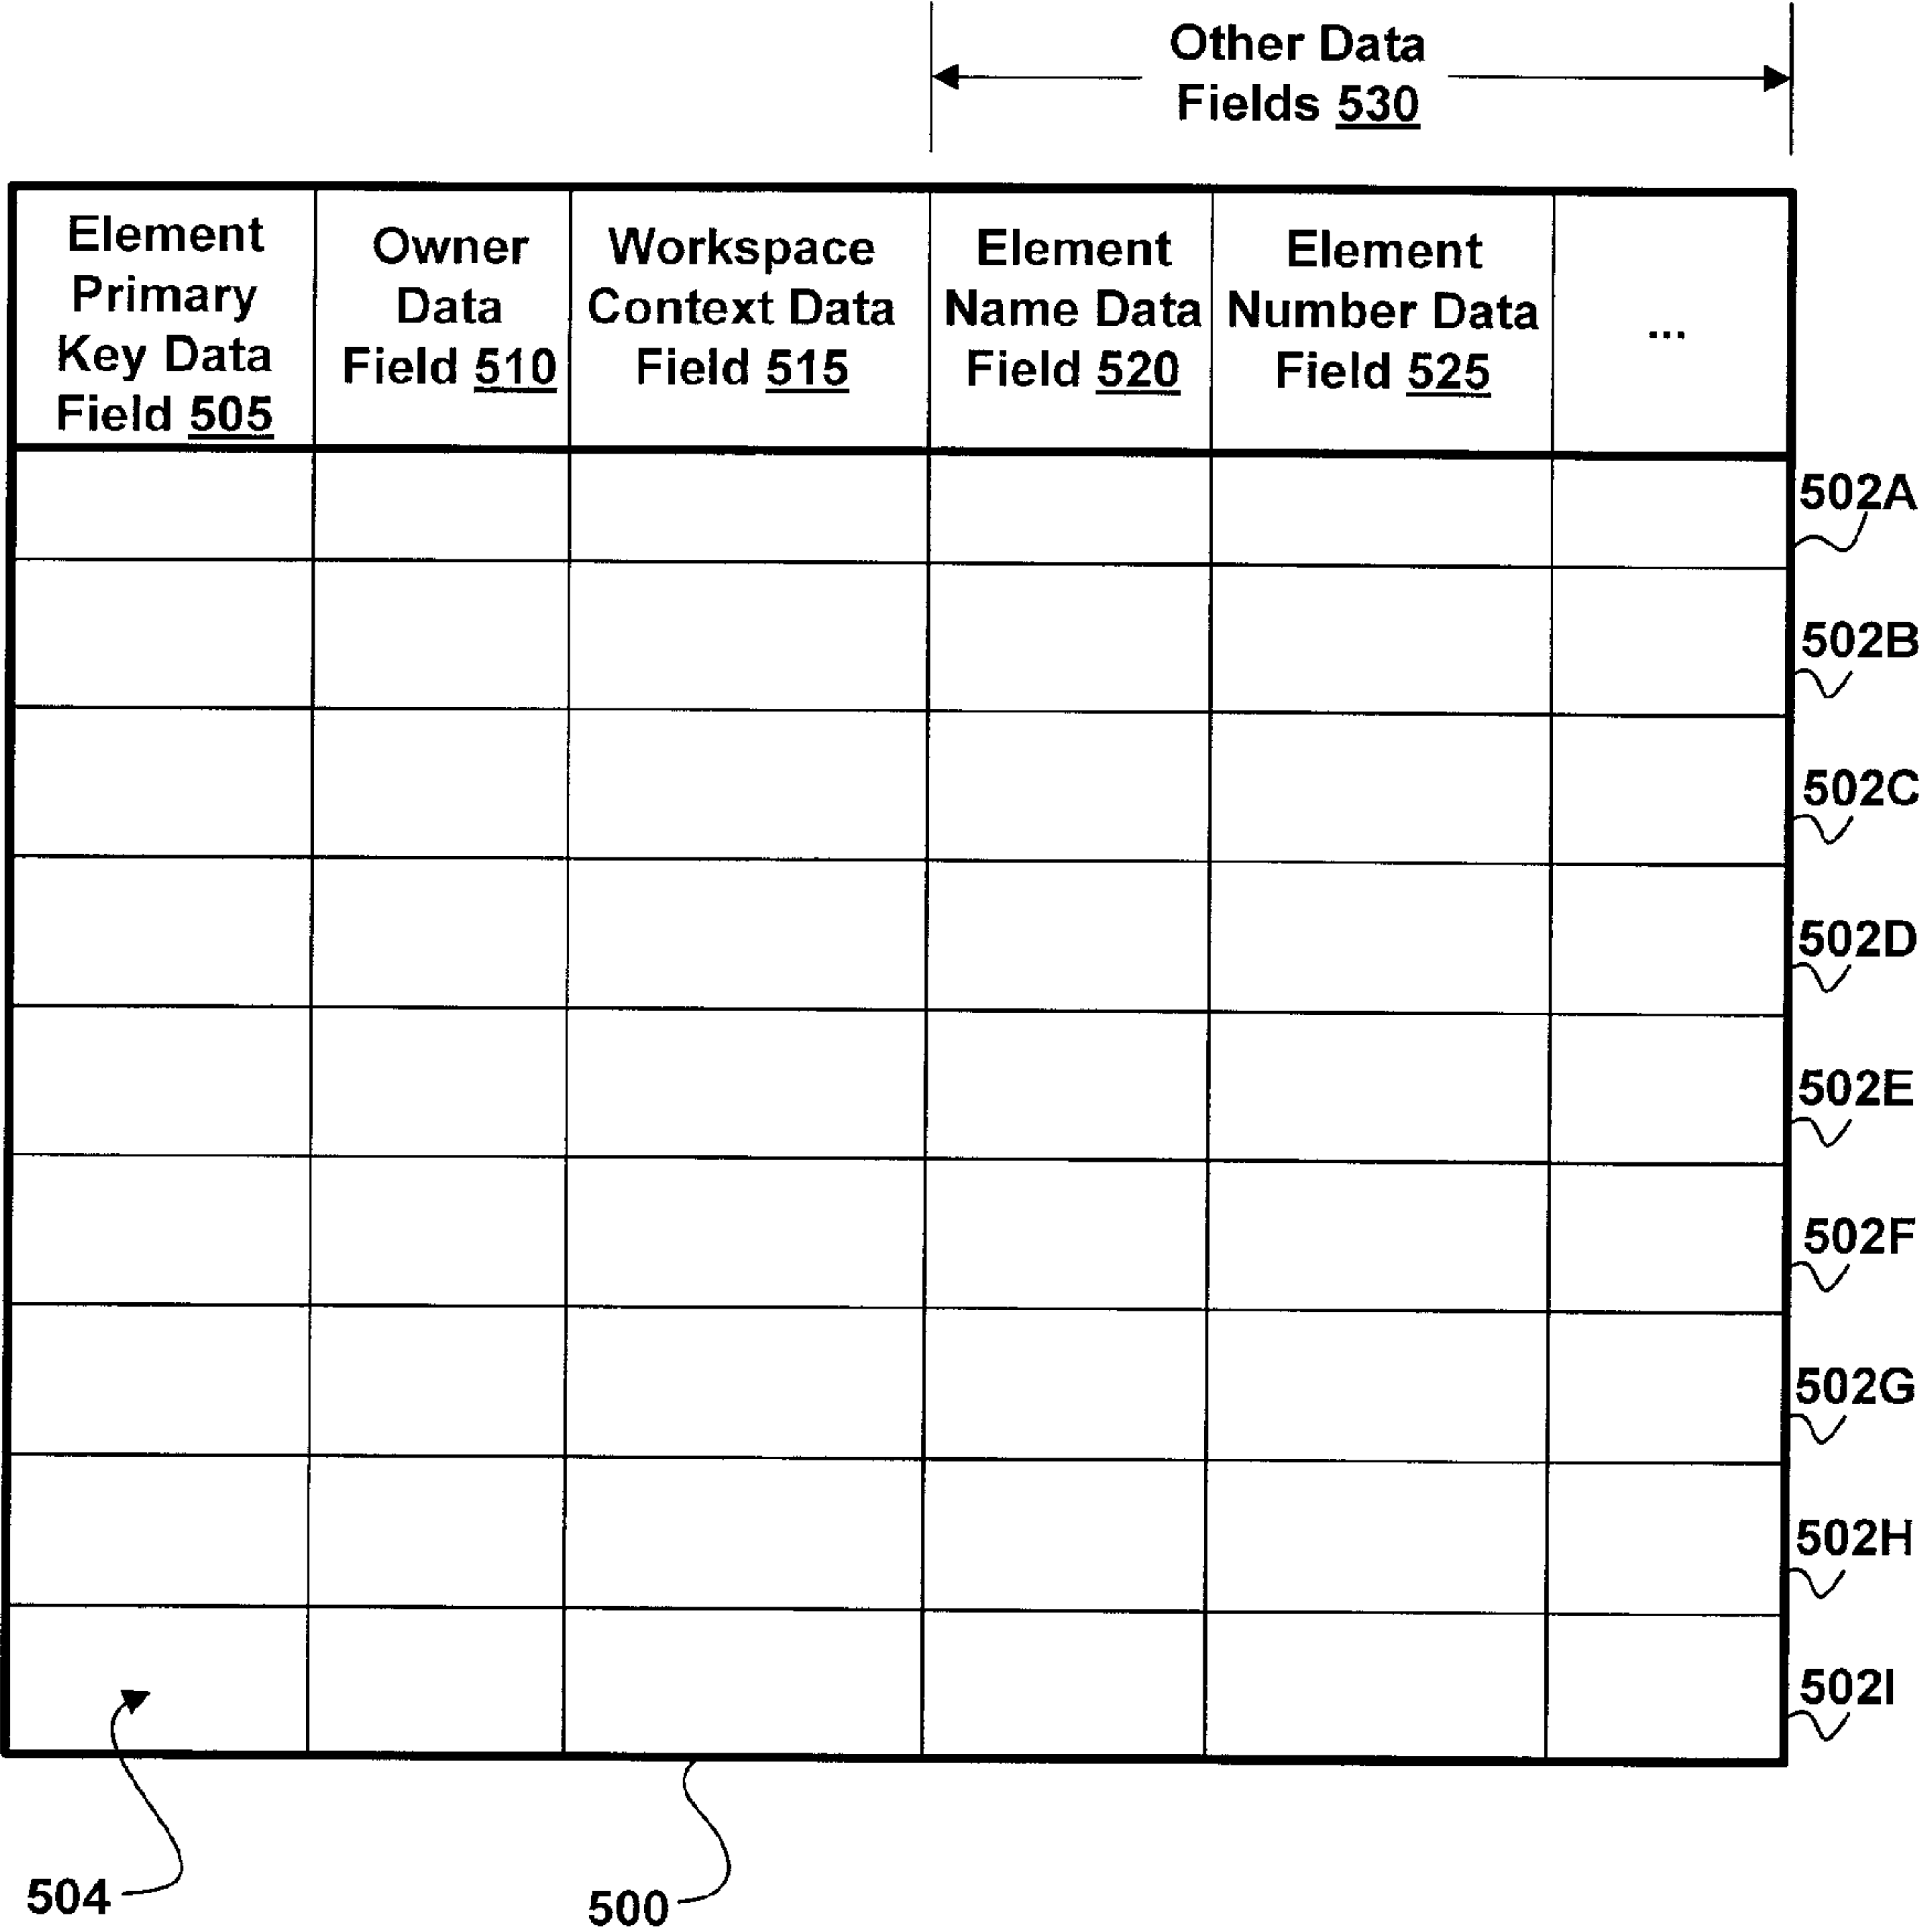 Other Data
Fields 530
Element
Primary
Key Data
Field 505
Owner
Data
Field 510
Workspace
Context Data
Field 515
Element
Name Data
Field 520
Element
Number Data
Field 525
...
502A
502B
502C
502D
502E
502F
502G
502H
502I
504
500